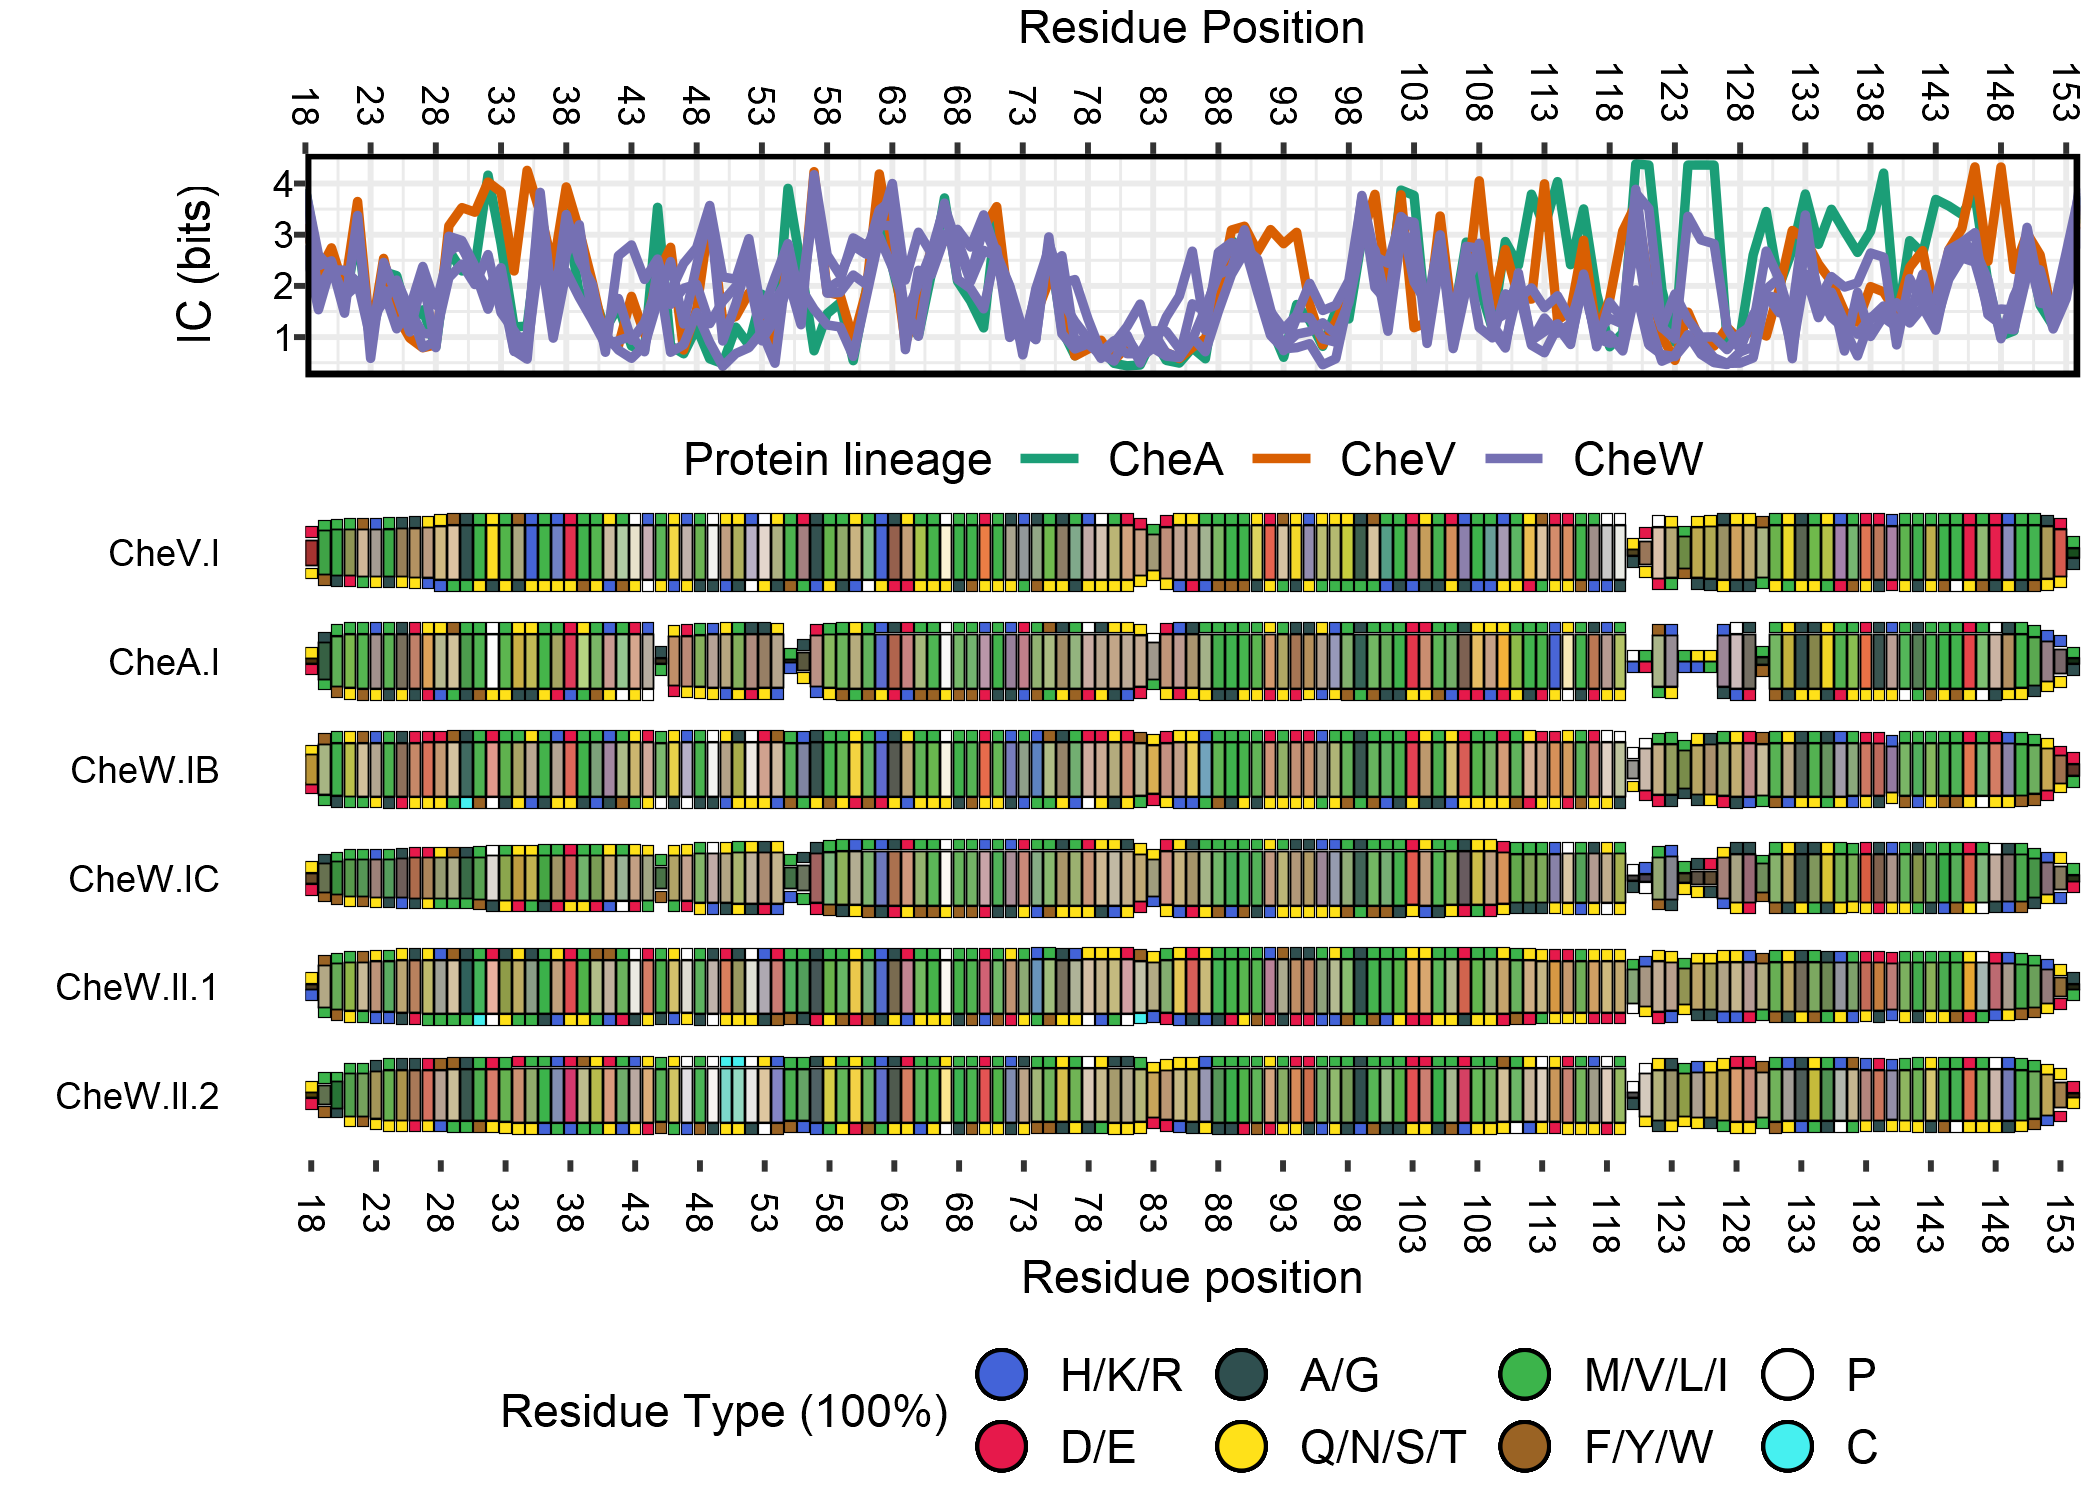 Residue Position
18 23 28 33 38 43 48 53 58 63 68 73 78 83 88 93 98 103 108 113 118 123 128 133 138 143 148 153
IC (bits)
4
3
2
1
Protein lineage CheA CheV CheW
CheV.I
CheA.I
CheW.IB
CheW.IC
CheW.II.1
CheW.II.2
18 23 28 33 38 43 48 53 58 63 68 73 78 83 88 93 98 103 108 113 118 123 128 133 138 143 148 153
Residue position
Residue Type (100%)
H/K/R A/G M/V/L/I P
D/E Q/N/S/T F/Y/W C